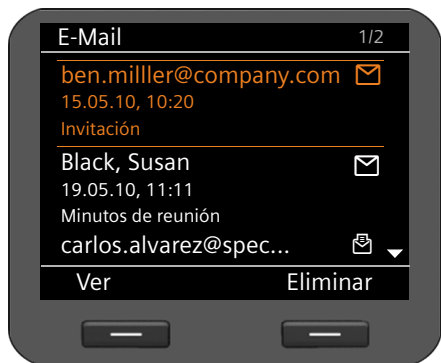 E-Mail 1/2
ben.milller@company.com
15.05.10, 10:20
Invitación
Black, Susan
19.05.10, 11:11
Minutos de reunión
carlos.alvarez@spec...
Ver Eliminar